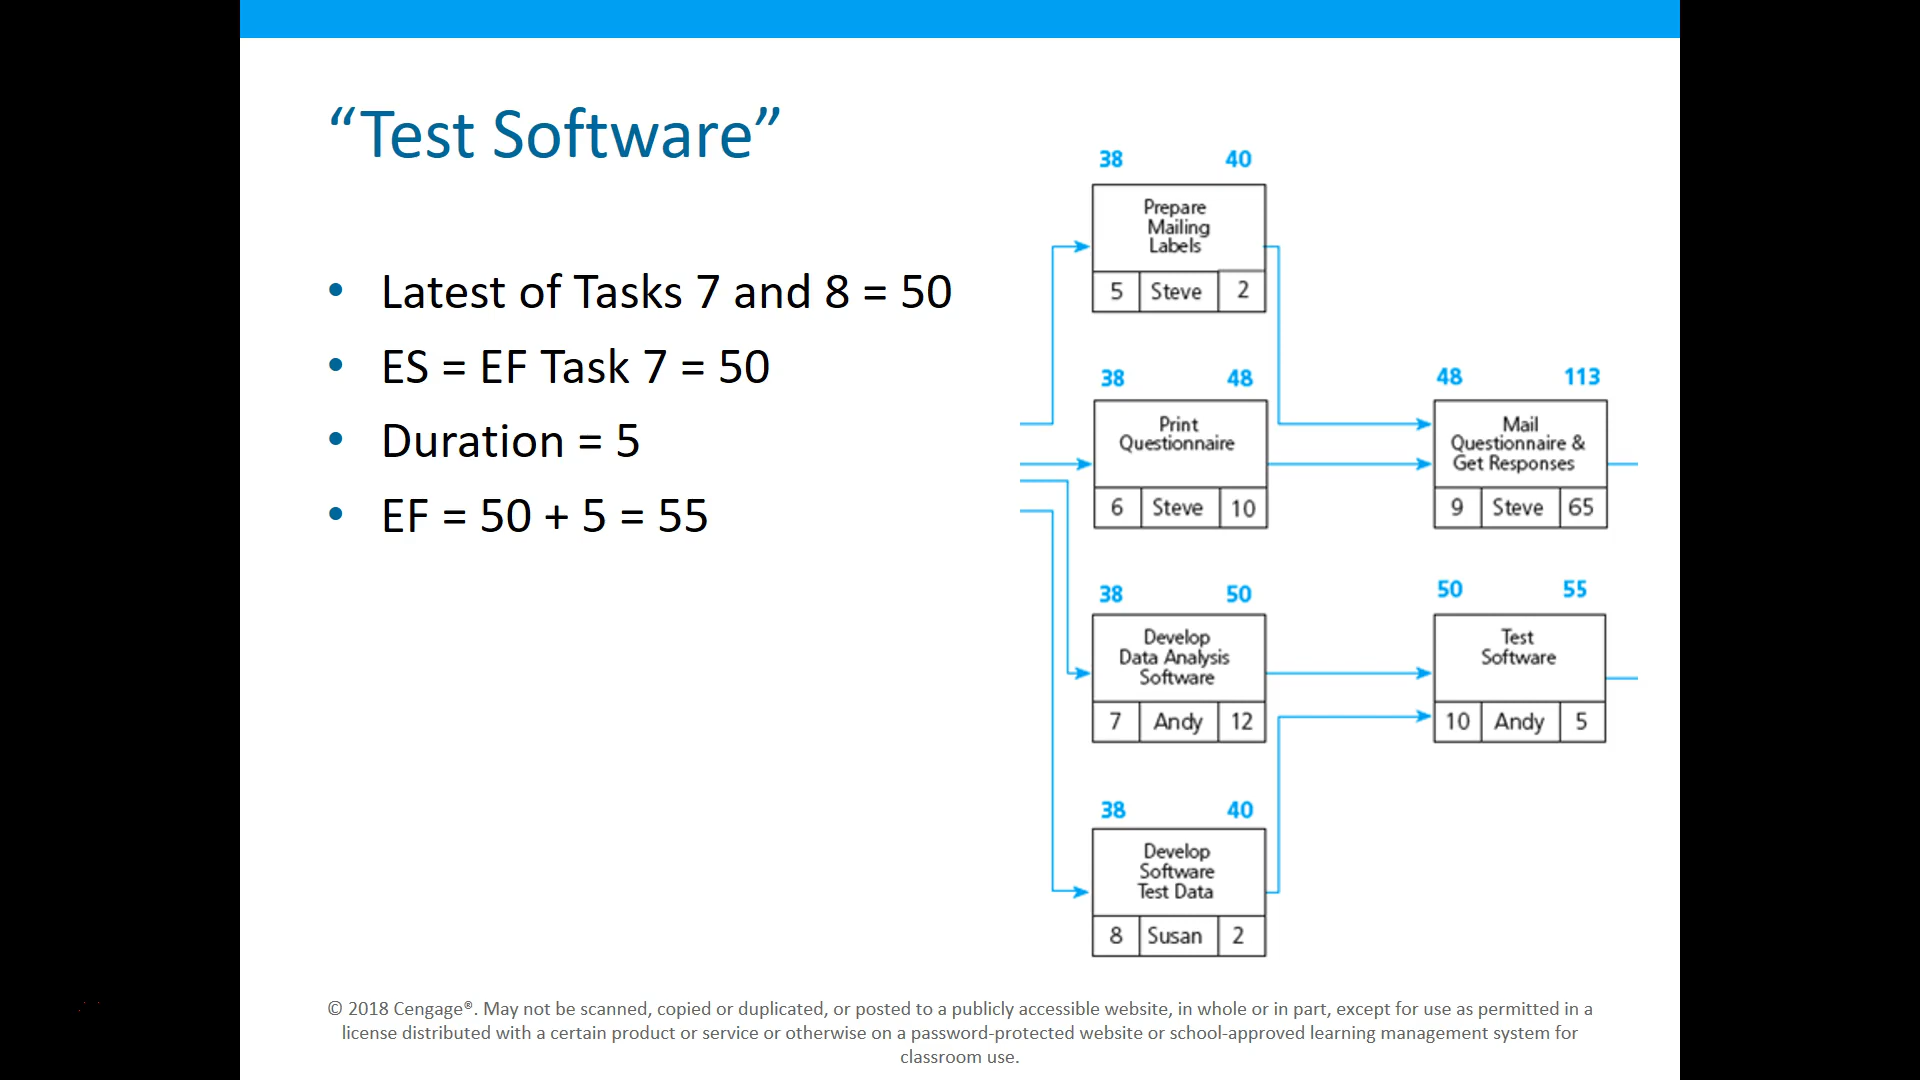 “Test Software”
• Latest of Tasks 7 and 8 = 50
• ES = EF Task 7 = 50
• Duration = 5
• EF = 50 + 5 = 55
38 40
Prepare
Mailing
Labels
5 Steve 2
38 48
Print
Questionnaire
6 Steve 10
48 113
Mail
Questionnaire &
Get Responses
9 Steve 65
38 50
Develop
Data Analysis
Software
7 Andy 12
50 55
Test
Software
10 Andy 5
38 40
Develop
Software
Test Data
8 Susan 2
© 2018 Cengage®. May not be scanned, copied or duplicated, or posted to a publicly accessible website, in whole or in part, except for use as permitted in a
license distributed with a certain product or service or otherwise on a password-protected website or school-approved learning management system for
classroom use.